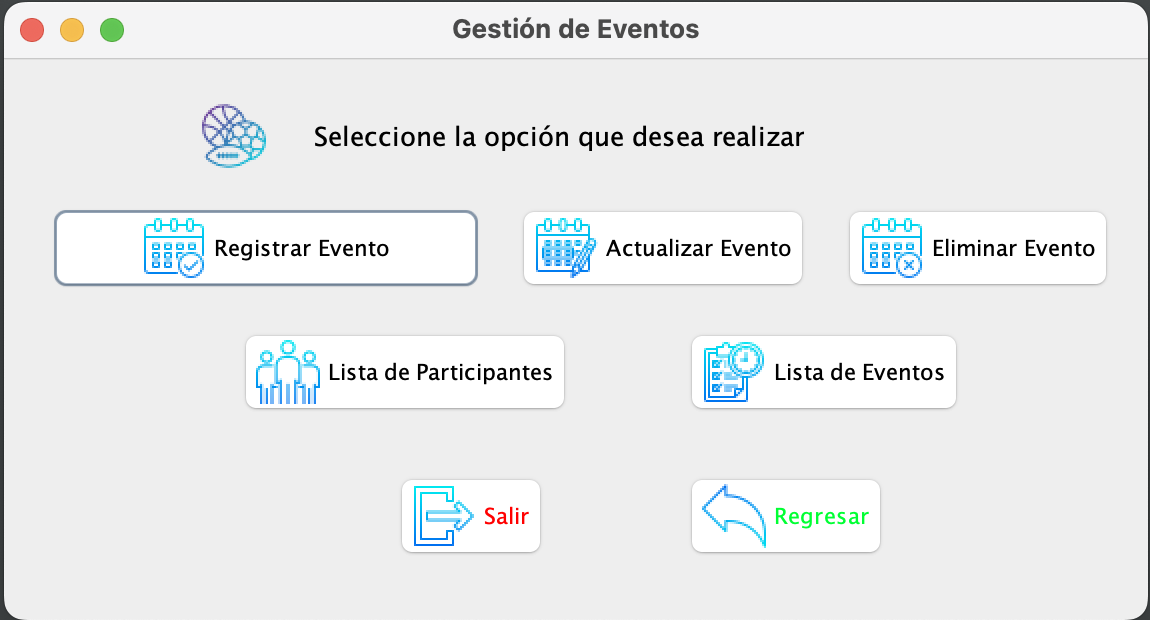 Gestión de Eventos
Seleccione la opción que desea realizar
Registrar Evento
Actualizar Evento
Eliminar Evento
Lista de Participantes
Lista de Eventos
Salir
Regresar